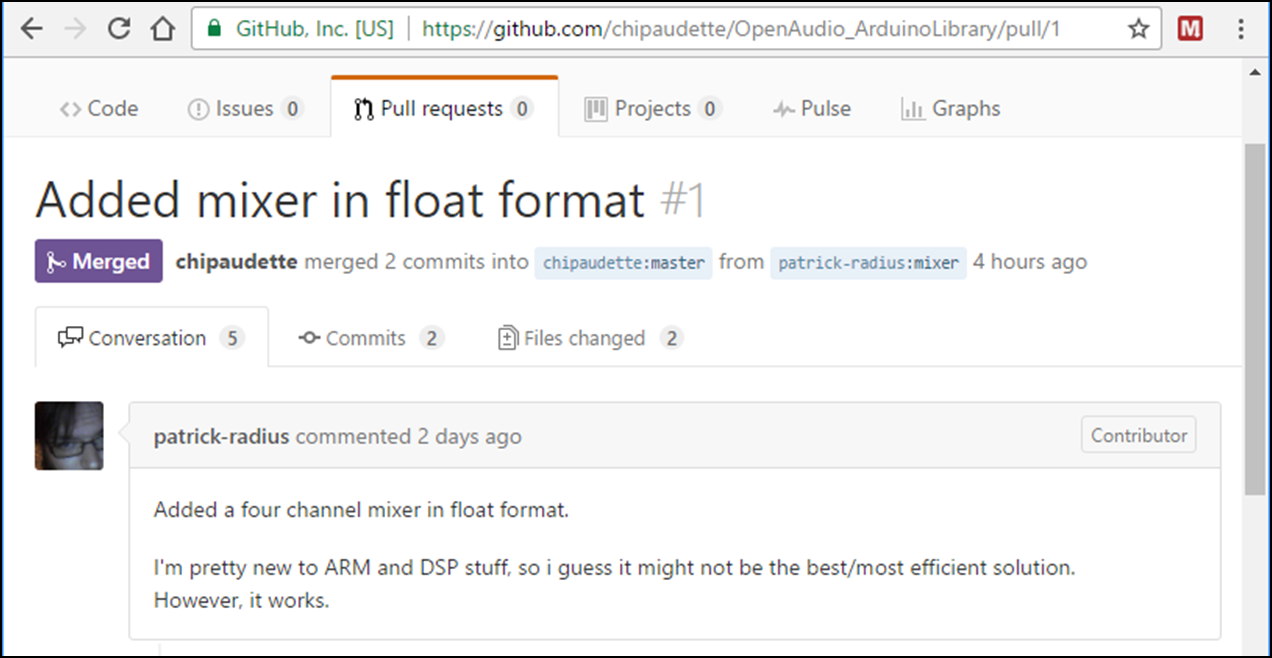 GitHub, Inc. [US] https://github.com/chipaudette/OpenAudio_ArduinoLibrary/pull/1 M
Code Issues 0 Pull requests 0 Projects 0 Pulse Graphs
Added mixer in float format #1
Merged chipaudette merged 2 commits into chipaudette:master from patrick-radius:mixer 4 hours ago
Conversation 5 Commits 2 Files changed 2
patrick-radius commented 2 days ago Contributor
Added a four channel mixer in float format.
I'm pretty new to ARM and DSP stuff, so i guess it might not be the best/most efficient solution.
However, it works.